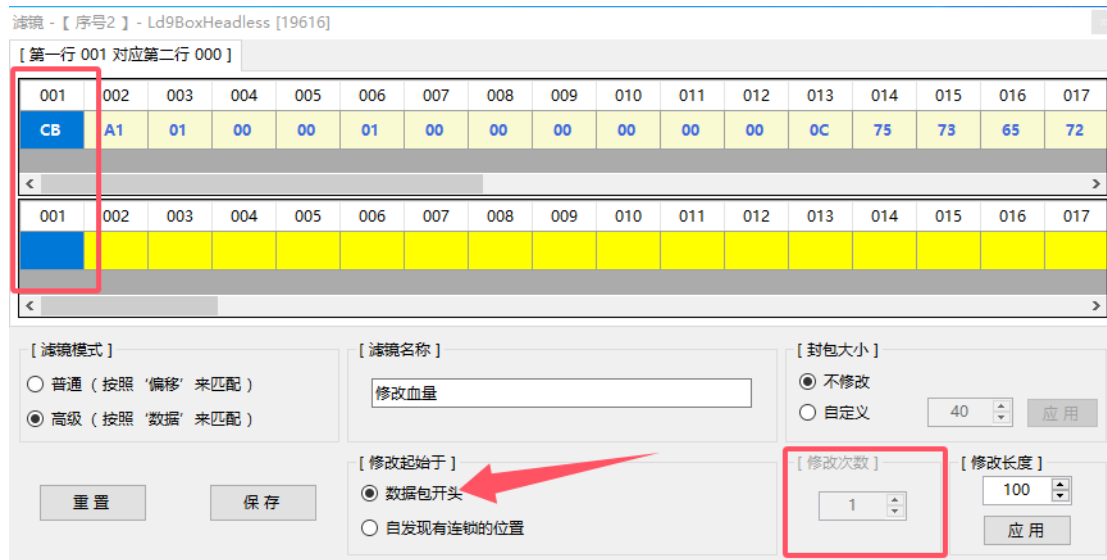 滤镜 -【 序号2 】- Ld9BoxHeadless [19616]
[ 第一行 001 对应第二行 000 ]
001 002 003 004 005 006 007 008 009 010 011 012 013 014 015 016 017
CB A1 01 00 00 01 00 00 00 00 00 00 0C 75 73 65 72
001 002 003 004 005 006 007 008 009 010 011 012 013 014 015 016 017
[ 滤镜模式 ]
普通（按照‘偏移’来匹配）
高级（按照‘数据’来匹配）
[ 滤镜名称 ]
修改血量
[ 封包大小 ]
不修改
自定义 40 应 用
重 置 保 存
[ 修改起始于 ]
数据包开头
自发现有连锁的位置
[ 修改次数 ]
1
[ 修改长度 ]
100
应 用